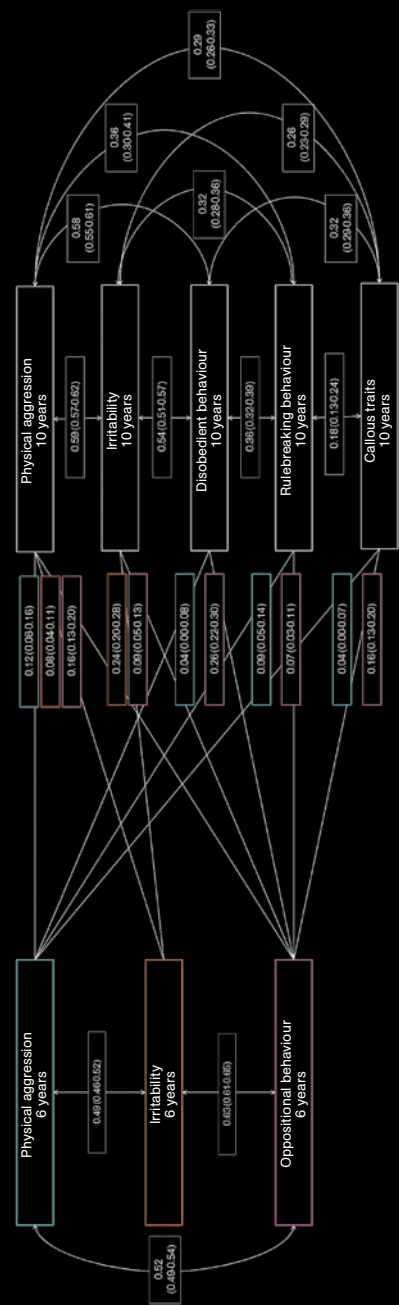 0.52
(0.49-0.54)
Physical aggression
6 years
0.49 (0.46-0.52)
Irritability
6 years
0.63 (0.61-0.65)
Oppositional behaviour
6 years
0.12 (0.08-0.16)
0.08 (0.04-0.11)
0.16 (0.13-0.20)
0.24 (0.20-0.28)
0.09 (0.05-0.13)
0.04 (0.00-0.08)
0.26 (0.22-0.30)
0.09 (0.05-0.14)
0.07 (0.03-0.11)
0.04 (0.00-0.07)
0.16 (0.13-0.20)
Physical aggression
10 years
0.59 (0.57-0.62)
Irritability
10 years
0.54 (0.51-0.57)
Disobedient behaviour
10 years
0.36 (0.32-0.39)
Rulebreaking behaviour
10 years
0.18 (0.13-0.24)
Callous traits
10 years
0.58
(0.55-0.61)
0.32
(0.28-0.36)
0.32
(0.29-0.36)
0.36
(0.30-0.41)
0.26
(0.23-0.29)
0.29
(0.26-0.33)